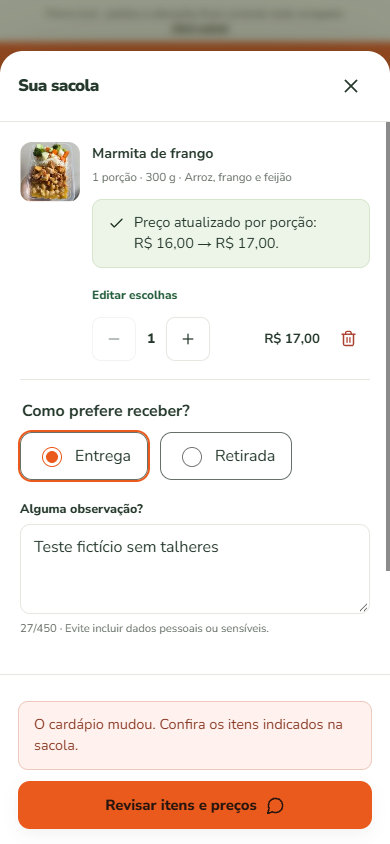 Sua sacola
Marmita de frango
1 porção · 300 g · Arroz, frango e feijão
Preço atualizado por porção:
R$ 16,00 → R$ 17,00.
Editar escolhas
1
R$ 17,00
Como prefere receber?
Entrega
Retirada
Alguma observação?
Teste fictício sem talheres
27/450 · Evite incluir dados pessoais ou sensíveis.
O cardápio mudou. Confira os itens indicados na
sacola.
Revisar itens e preços